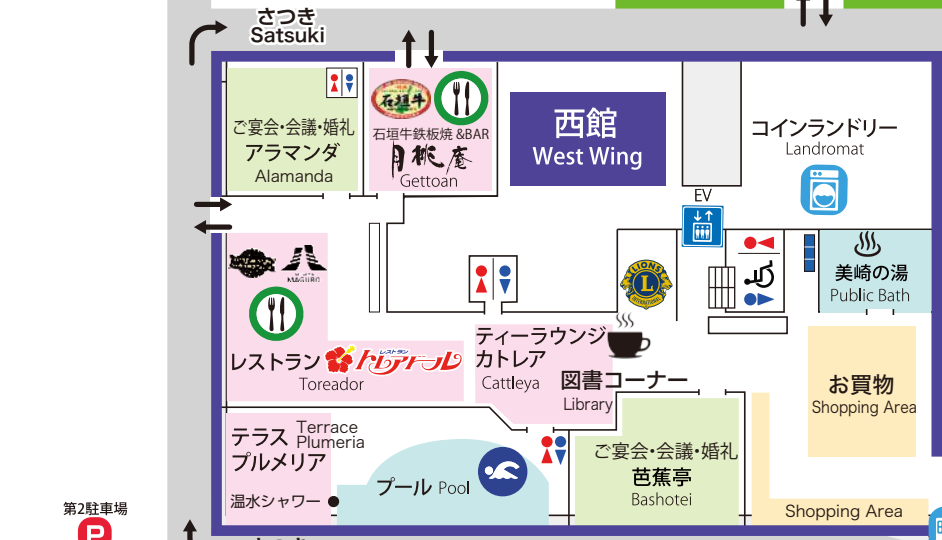 さつき
Satsuki
ご宴会・会議・婚礼
アラマンダ
Alamanda
石垣牛
石垣牛鉄板焼 &BAR
月桃庵
Gettoan
西館
West Wing
コインランドリー
Landromat
EV
LIONS
L
INTERNATIONAL
美崎の湯
Public Bath
レストラン
レストラン
トレアドール
Toreador
ティーラウンジ
カトレア
Cattleya
図書コーナー
Library
お買物
Shopping Area
テラス
プルメリア
Terrace
Plumeria
温水シャワー
プール Pool
ご宴会・会議・婚礼
芭蕉亭
Bashotei
Shopping Area
第2駐車場
P